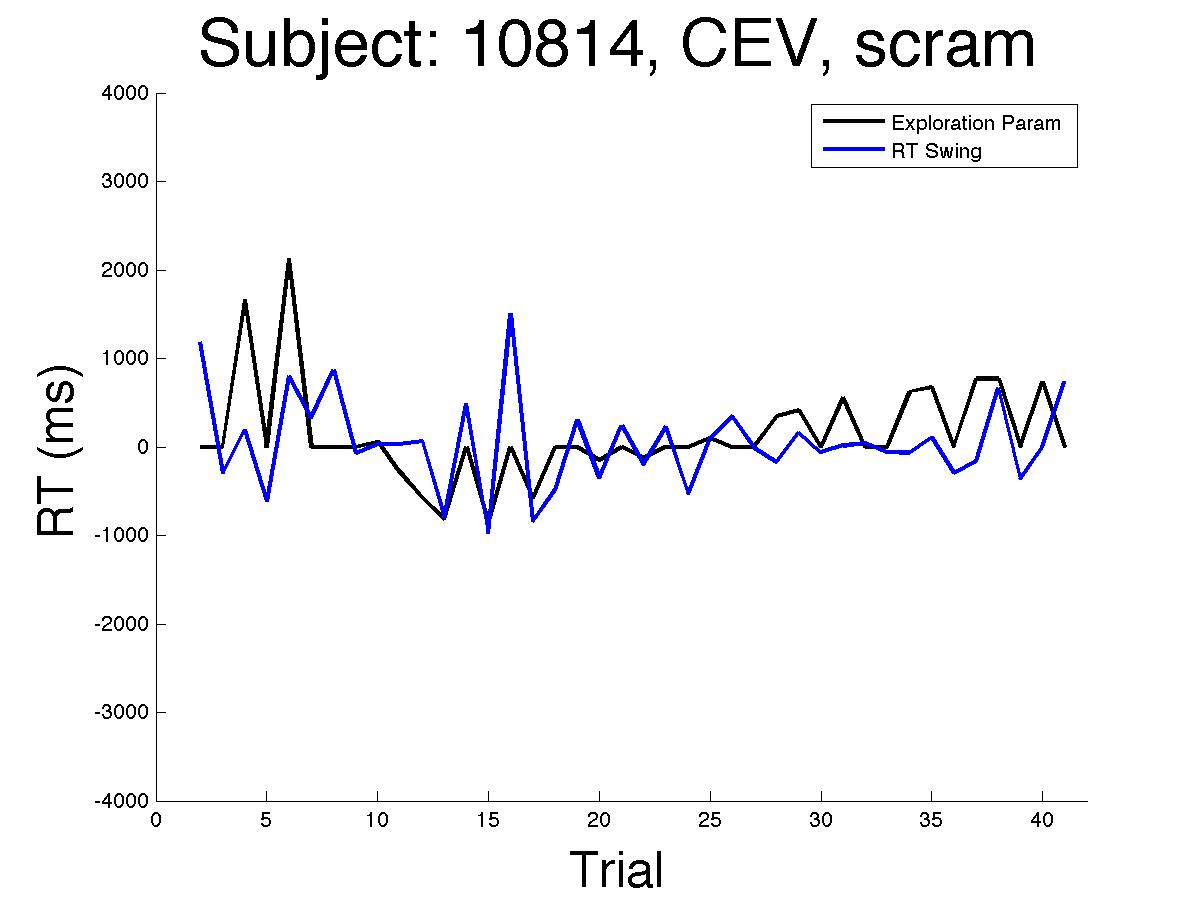 Subject: 10814, CEV, scram
Exploration Param
RT Swing
4000
3000
2000
1000
0
-1000
-2000
-3000
-4000
RT (ms)
0 5 10 15 20 25 30 35 40
Trial